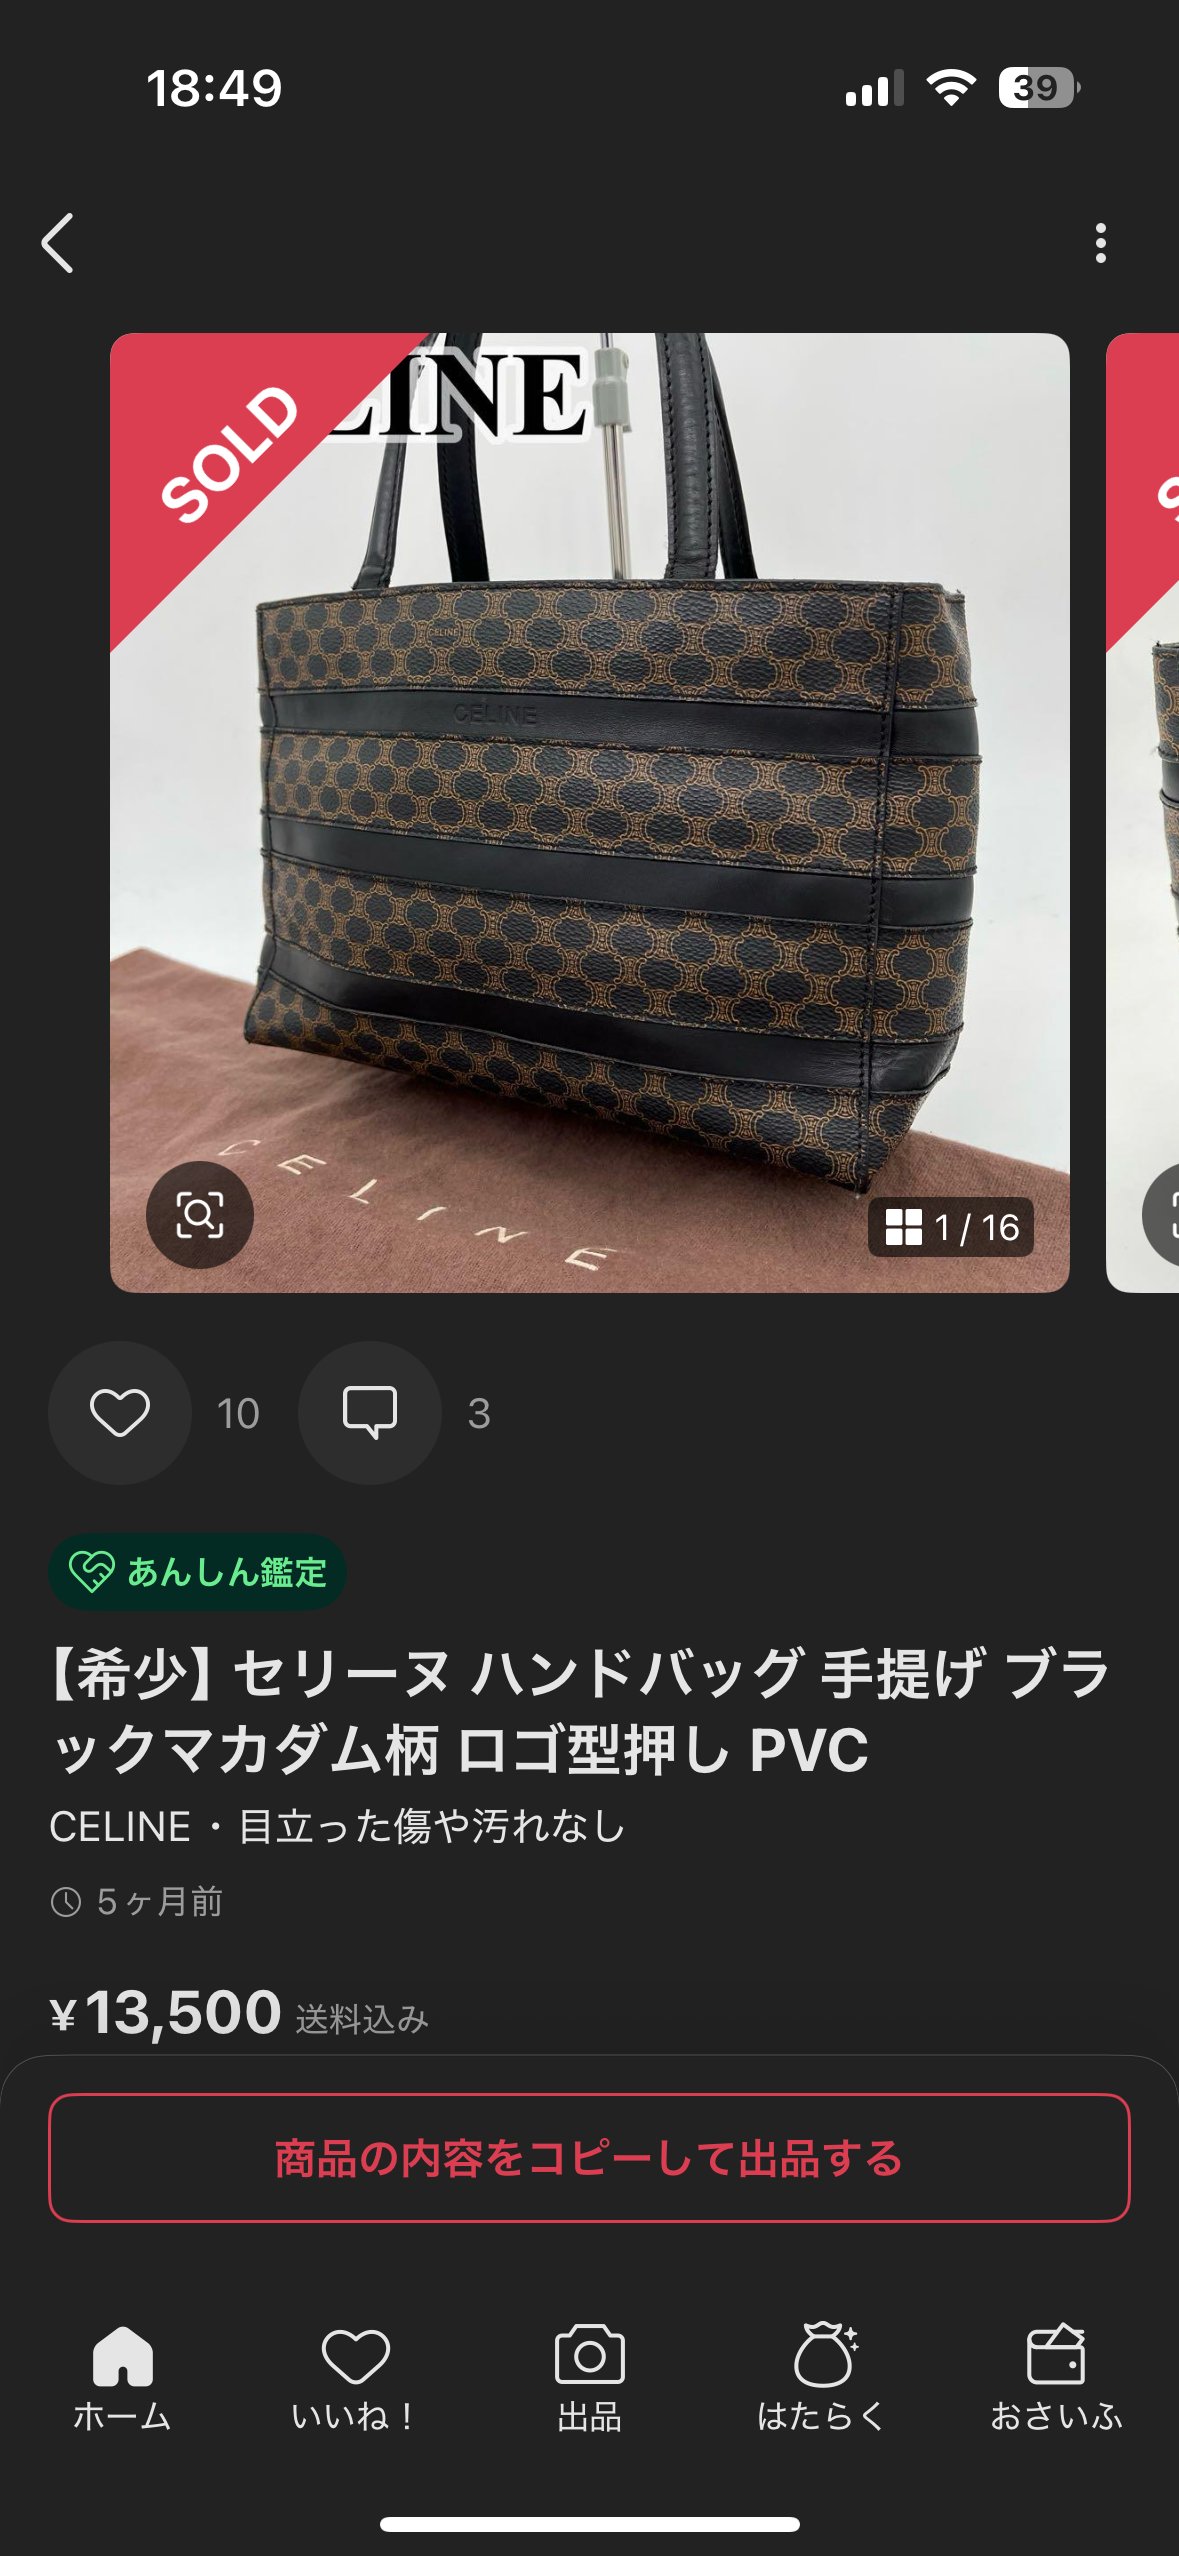 18:49
39
SOLD
LINE
CELINE
CELINE
CELINE
1 / 16
10
3
あんしん鑑定
【希少】セリーヌ ハンドバッグ 手提げ ブラ
ックマカダム柄 ロゴ型押し PVC
CELINE・目立った傷や汚れなし
5ヶ月前
¥13,500 送料込み
商品の内容をコピーして出品する
ホーム
いいね！
出品
はたらく
おさいふ